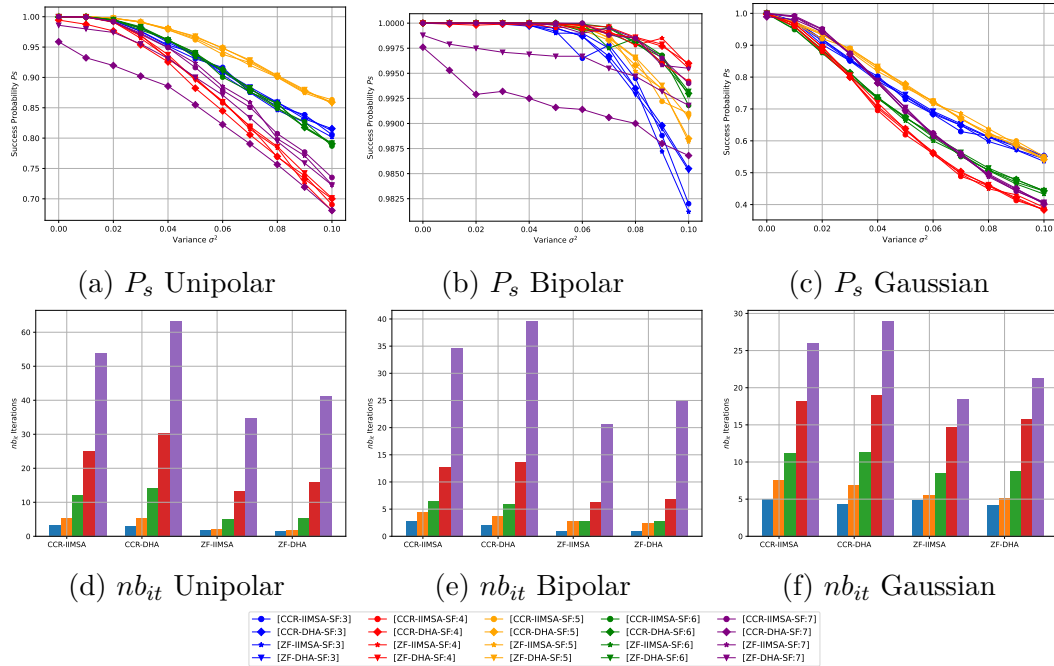 1.00
0.95
0.90
0.85
0.80
0.75
0.70
Success Probability Ps
0.00 0.02 0.04 0.06 0.08 0.10
Variance σ²
1.0000
0.9975
0.9950
0.9925
0.9900
0.9875
0.9850
0.9825
Success Probability Ps
0.00 0.02 0.04 0.06 0.08 0.10
Variance σ²
1.0
0.9
0.8
0.7
0.6
0.5
0.4
Success Probability Ps
0.00 0.02 0.04 0.06 0.08 0.10
Variance σ²
(a) Ps Unipolar
(b) Ps Bipolar
(c) Ps Gaussian
60
50
40
30
20
10
0
nbit Iterations
CCR-IIMSA CCR-DHA ZF-IIMSA ZF-DHA
40
35
30
25
20
15
10
5
0
nbit Iterations
CCR-IIMSA CCR-DHA ZF-IIMSA ZF-DHA
30
25
20
15
10
5
0
nbit Iterations
CCR-IIMSA CCR-DHA ZF-IIMSA ZF-DHA
(d) nbit Unipolar
(e) nbit Bipolar
(f) nbit Gaussian
[CCR-IIMSA-SF:3] [CCR-IIMSA-SF:4] [CCR-IIMSA-SF:5] [CCR-IIMSA-SF:6] [CCR-IIMSA-SF:7]
[CCR-DHA-SF:3] [CCR-DHA-SF:4] [CCR-DHA-SF:5] [CCR-DHA-SF:6] [CCR-DHA-SF:7]
[ZF-IIMSA-SF:3] [ZF-IIMSA-SF:4] [ZF-IIMSA-SF:5] [ZF-IIMSA-SF:6] [ZF-IIMSA-SF:7]
[ZF-DHA-SF:3] [ZF-DHA-SF:4] [ZF-DHA-SF:5] [ZF-DHA-SF:6] [ZF-DHA-SF:7]